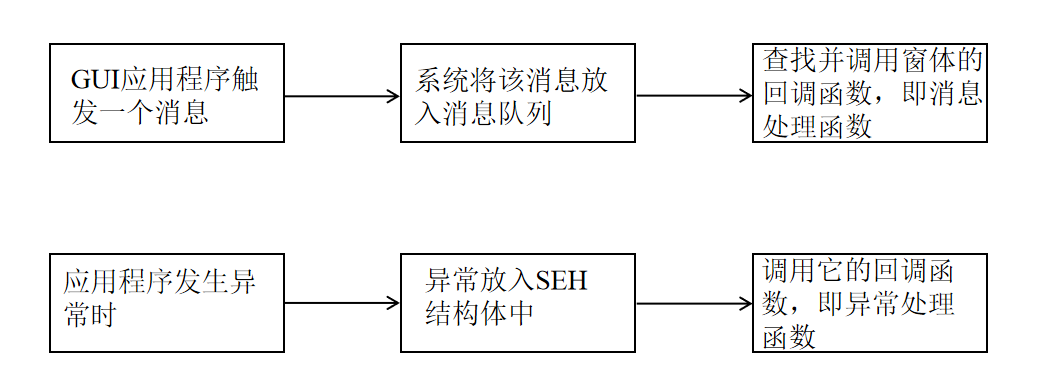 GUI应用程序触
发一个消息
系统将该消息放
入消息队列
查找并调用窗体的
回调函数，即消息
处理函数
应用程序发生异
常时
异常放入SEH
结构体中
调用它的回调函
数，即异常处理
函数